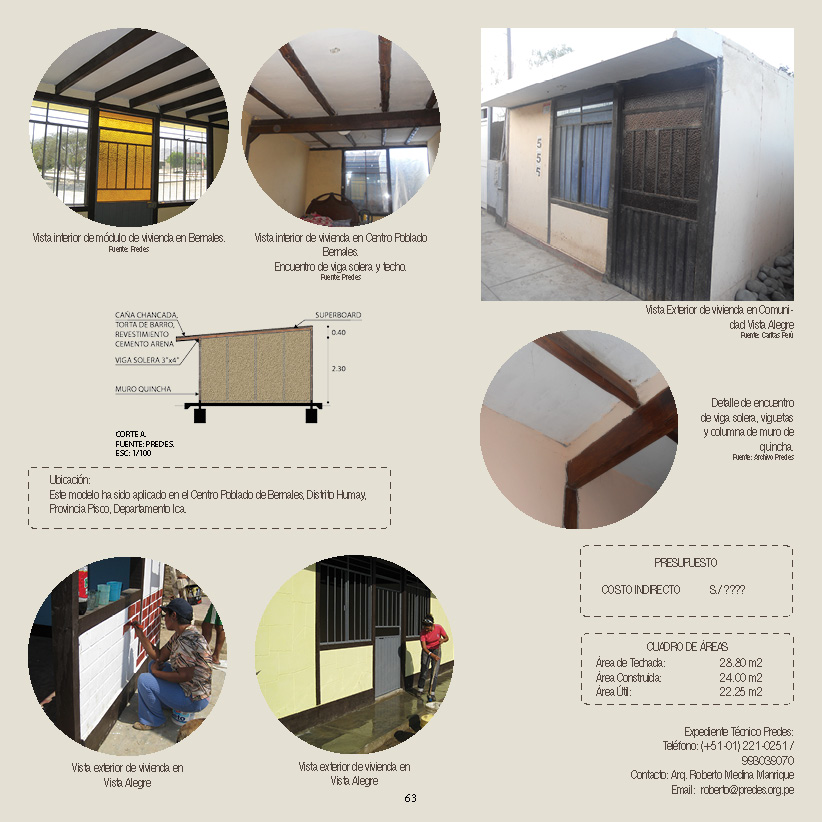 Vista interior de módulo de vivienda en Bernales.
Fuente: Predes
Vista interior de vivienda en Centro Poblado
Bernales.
Encuentro de viga solera y techo.
Fuente: Predes
555
Vista Exterior de vivienda en Comuni-
dad Vista Alegre
Fuente: Caritas Perú
CAÑA CHANCADA,
TORTA DE BARRO,
REVESTIMIENTO
CEMENTO ARENA
VIGA SOLERA 3"x4"
MURO QUINCHA
SUPERBOARD
0.40
2.30
CORTE A.
FUENTE: PREDES.
ESC: 1/100
Detalle de encuentro
de viga solera, viguetas
y columna de muro de
quincha.
Fuente: Archivo Predes
Ubicación:
Este modelo ha sido aplicado en el Centro Poblado de Bernales, Distrito Humay,
Provincia Pisco, Departamento Ica.
Vista exterior de vivienda en
Vista Alegre
Vista exterior de vivienda en
Vista Alegre
PRESUPUESTO
COSTO INDIRECTO S./ ????
CUADRO DE ÁREAS
Área de Techada: 28.80 m2
Área Construida: 24.00 m2
Área Útil: 22.25 m2
Expediente Técnico Predes:
Teléfono: (+51-01) 221-0251 /
993039070
Contacto: Arq. Roberto Medina Manrique
Email: roberto@predes.org.pe
63